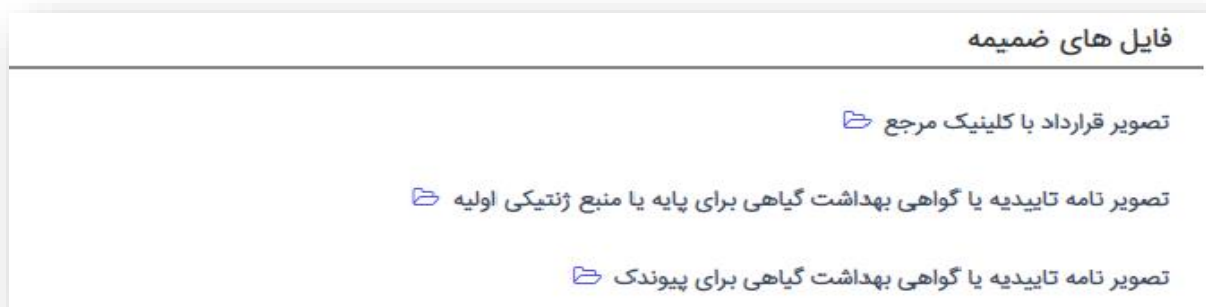 فایل های ضمیمه
تصویر قرارداد با کلینیک مرجع
تصویر نامه تاییدیه یا گواهی بهداشت گیاهی برای پایه یا منبع ژنتیکی اولیه
تصویر نامه تاییدیه یا گواهی بهداشت گیاهی برای پیوندک